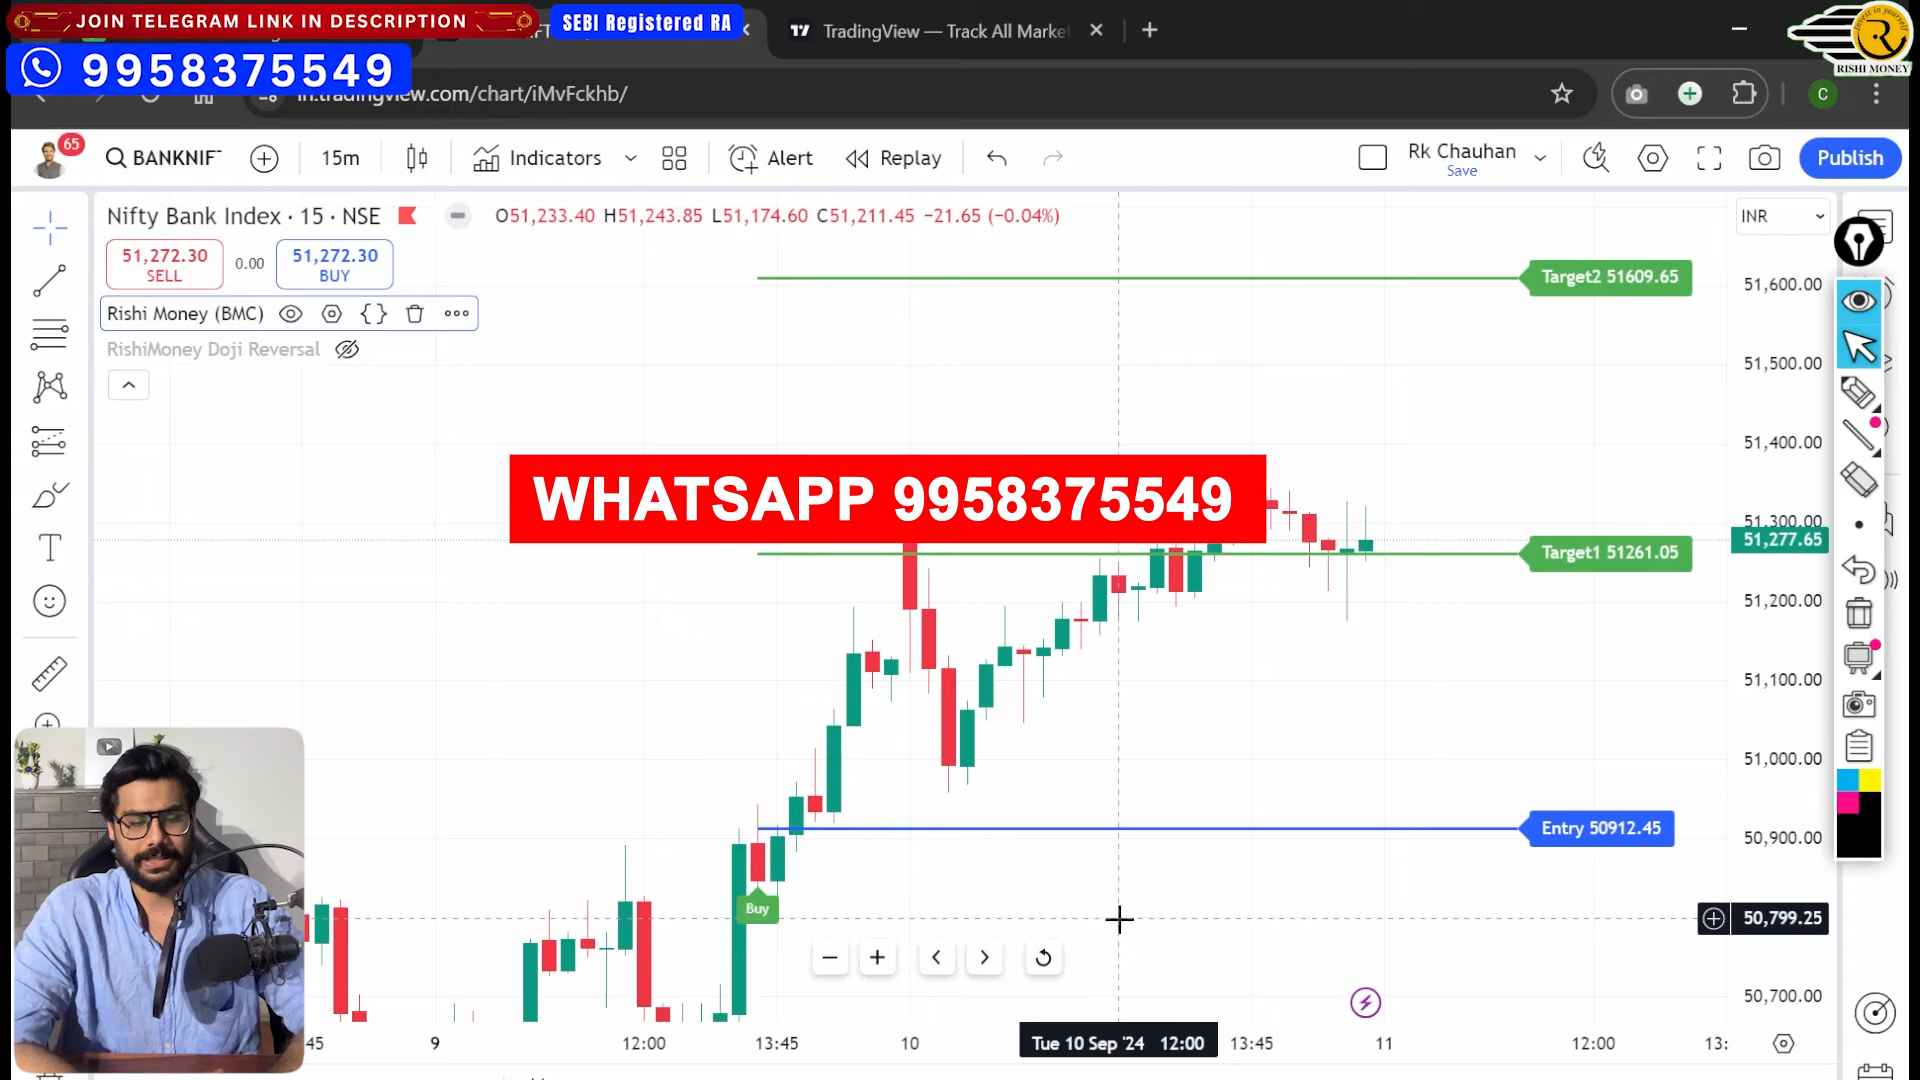 JOIN TELEGRAM LINK IN DESCRIPTION
SEBI Registered RA
9958375549
TradingView — Track All Marke
RISHI MONEY
in.tradingview.com/chart/iMvFckhb/
C
65
BANKNIF
15m
Indicators
Alert
Replay
Rk Chauhan
Save
Publish
Nifty Bank Index · 15 · NSE
O51,233.40 H51,243.85 L51,174.60 C51,211.45 −21.65 (−0.04%)
INR
51,272.30
SELL
0.00
51,272.30
BUY
Rishi Money (BMC)
RishiMoney Doji Reversal
Target2 51609.65
51,600.00
51,500.00
51,400.00
WHATSAPP 9958375549
51,300.00
51,277.65
Target1 51261.05
51,200.00
51,100.00
51,000.00
Entry 50912.45
50,900.00
Buy
50,799.25
50,700.00
45
9
12:00
13:45
10
Tue 10 Sep '24 12:00
13:45
11
12:00
13: